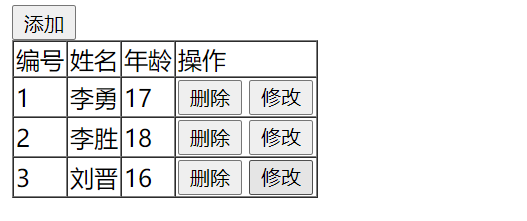 添加
编号 姓名 年龄 操作
1 李勇 17 删除 修改
2 李胜 18 删除 修改
3 刘晋 16 删除 修改